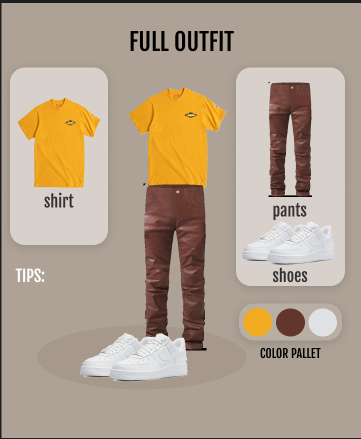 FULL OUTFIT
shirt
pants
shoes
TIPS:
COLOR PALLET